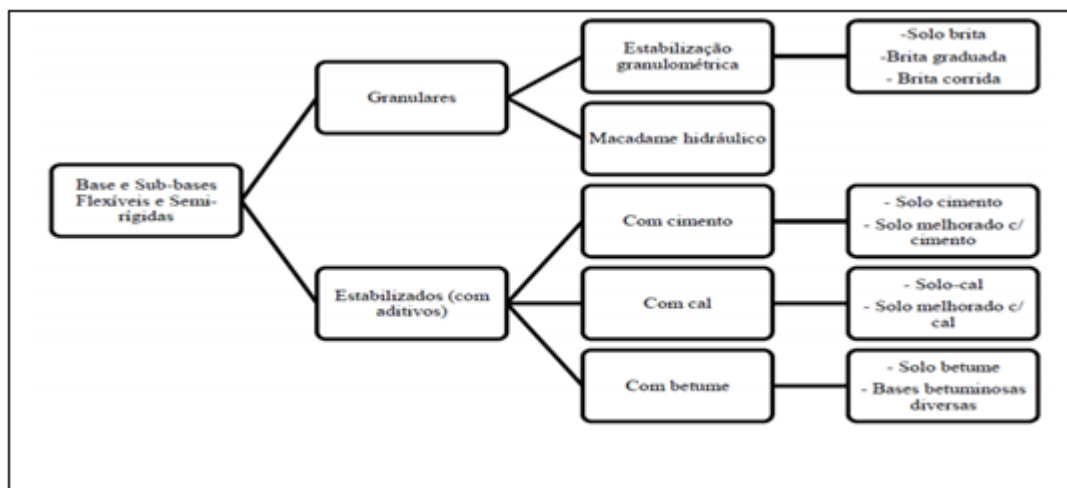 Base e Sub-bases
Flexíveis e Semi-
rígidas
Granulares
Estabilização
granulométrica
-Solo brita
-Brita graduada
- Brita corrida
Macadame hidráulico
Estabilizados (com
aditivos)
Com cimento
- Solo cimento
- Solo melhorado c/
cimento
Com cal
- Solo-cal
- Solo melhorado c/
cal
Com betume
- Solo betume
- Bases betuminosas
diversas